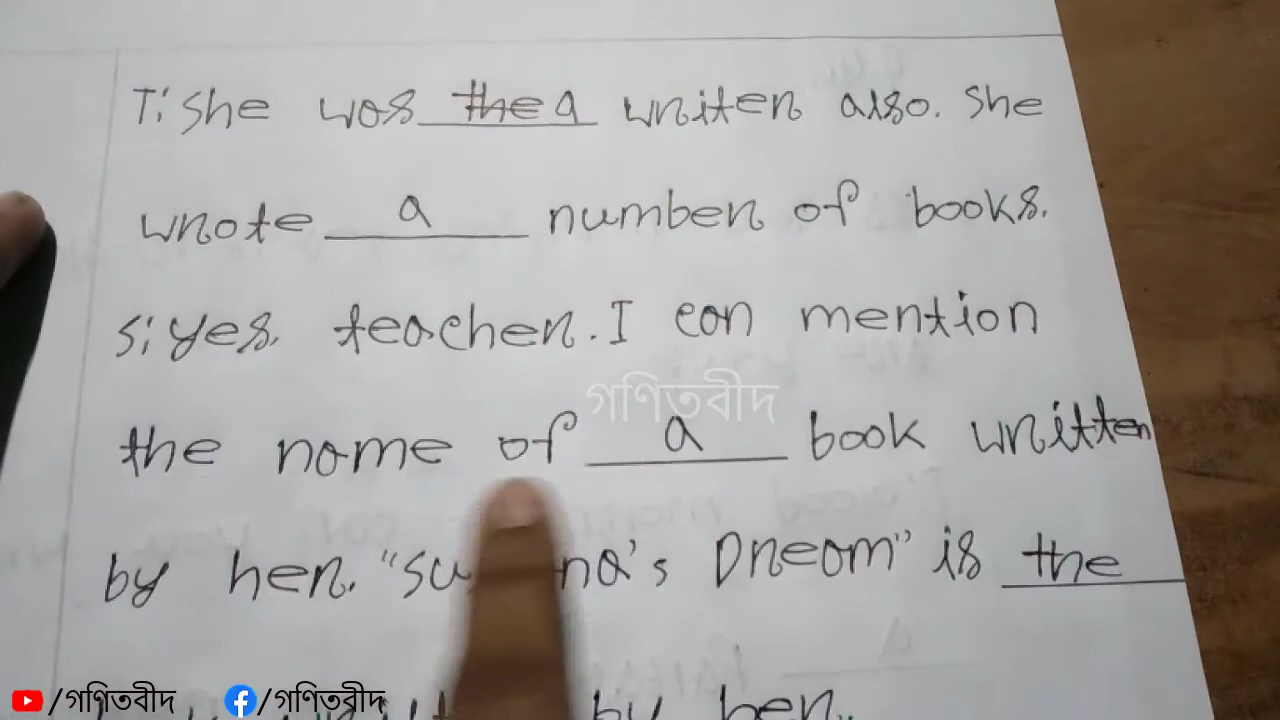 T: She was the a writer also. She
wrote a number of books.
S: Yes, teacher. I can mention
গণিতবীদ
the name of a book written
by her. "Su na's Dream" is the
by her.
/গণিতবীদ /গণিতবীদ